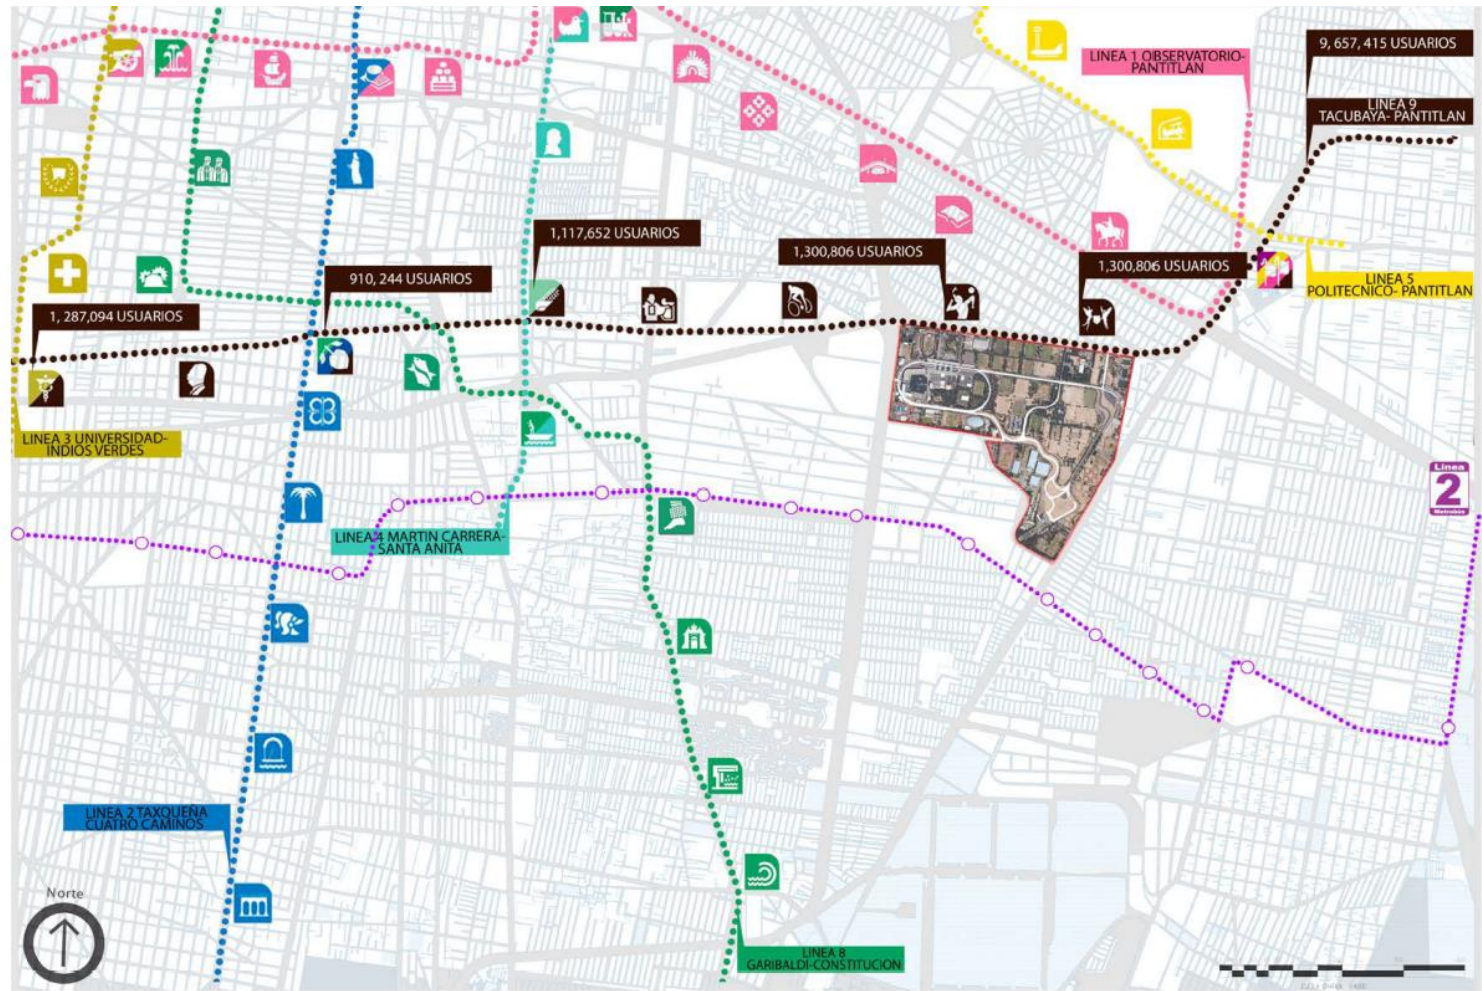 9, 657,415 USUARIOS
LINEA 1 OBSERVATORIO-
PANTITLAN
LINEA 9
TACUBAYA- PANTITLAN
1,117,652 USUARIOS
1,300,806 USUARIOS
1,300,806 USUARIOS
910, 244 USUARIOS
LINEA 5
POLITECNICO- PANTITLAN
1, 287,094 USUARIOS
LINEA 3 UNIVERSIDAD-
INDIOS VERDES
Linea
2
Metrobús
LINEA 4 MARTIN CARRERA-
SANTA ANITA
LINEA 2 TAXQUEÑA
CUATRO CAMINOS
Norte
LINEA 8
GARIBALDI-CONSTITUCION